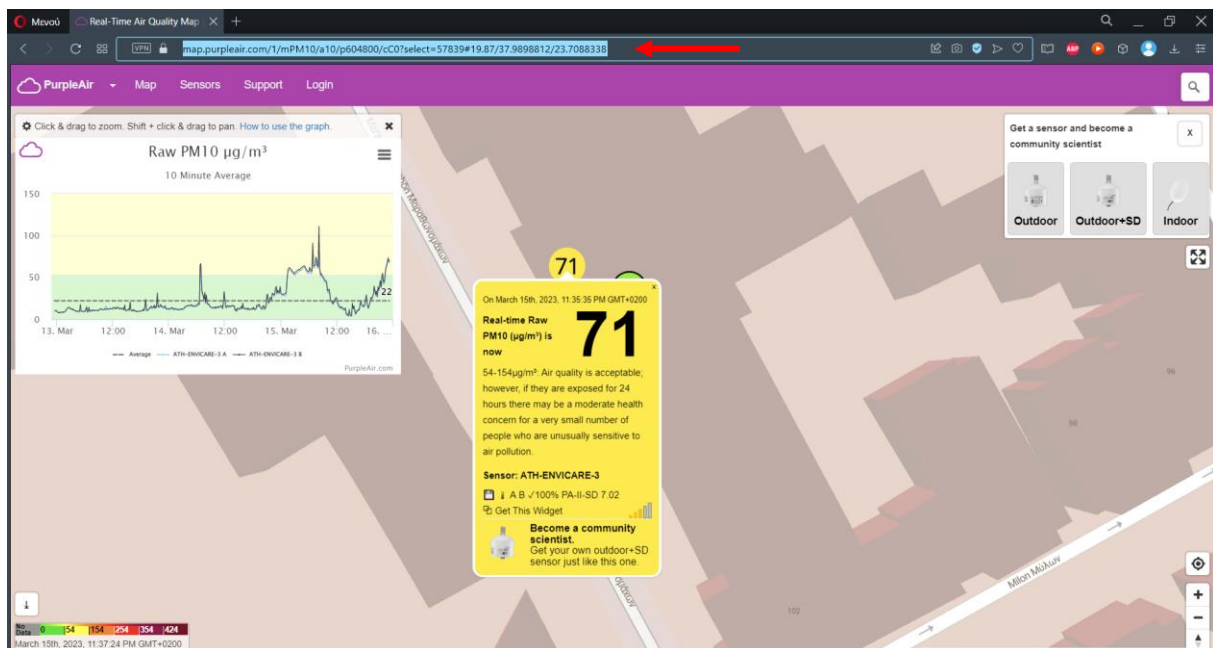 Μενού
Real-Time Air Quality Map
VPN
map.purpleair.com/1/mPM10/a10/p604800/cC0?select=57839#19.87/37.9898812/23.7088338
ABP
PurpleAir
Map
Sensors
Support
Login
Click & drag to zoom. Shift + click & drag to pan. How to use the graph.
Raw PM10 µg/m³
10 Minute Average
150
100
50
0
22
13. Mar
12:00
14. Mar
12:00
15. Mar
12:00
16. ...
Average
ATH-ENVICARE-3 A
ATH-ENVICARE-3 B
PurpleAir.com
Get a sensor and become a
community scientist
X
Outdoor
Outdoor+SD
Indoor
71
On March 15th, 2023, 11:35:35 PM GMT+0200
Real-time Raw
PM10 (µg/m³) is
now
71
54-154µg/m³: Air quality is acceptable;
however, if they are exposed for 24
hours there may be a moderate health
concern for a very small number of
people who are unusually sensitive to
air pollution.
Sensor: ATH-ENVICARE-3
A B √100% PA-II-SD 7.02
Get This Widget
Become a community
scientist.
Get your own outdoor+SD
sensor just like this one.
96
98
102
Milon Μύλων
No
Data
0
54
154
254
354
424
March 15th, 2023, 11:37:24 PM GMT+0200